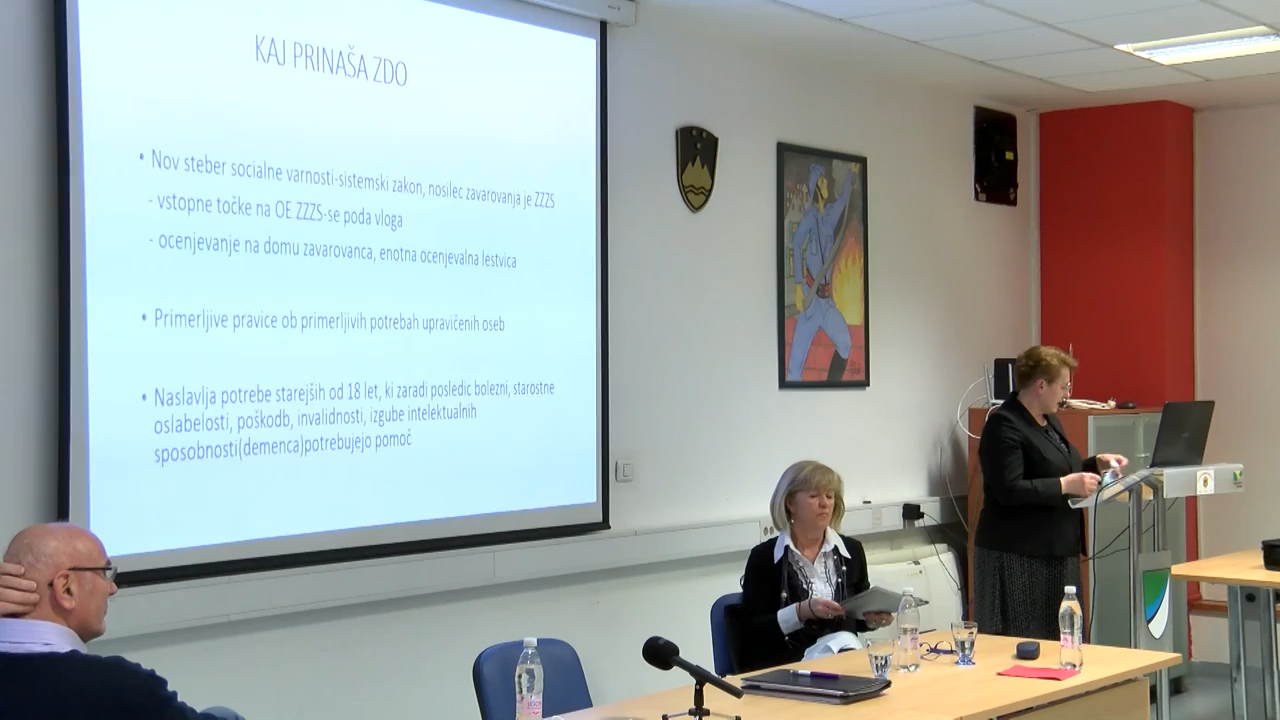 KAJ PRINAŠA ZDO
• Nov steber socialne varnosti-sistemski zakon, nosilec zavarovanja je ZZZS
- vstopne točke na OE ZZZS-se poda vloga
- ocenjevanje na domu zavarovanca, enotna ocenjevalna lestvica
• Primerljive pravice ob primerljivih potrebah upravičenih oseb
• Naslavlja potrebe starejših od 18 let, ki zaradi posledic bolezni, starostne
oslabelosti, poškodb, invalidnosti, izgube intelektualnih
sposobnosti(demenca)potrebujejo pomoč